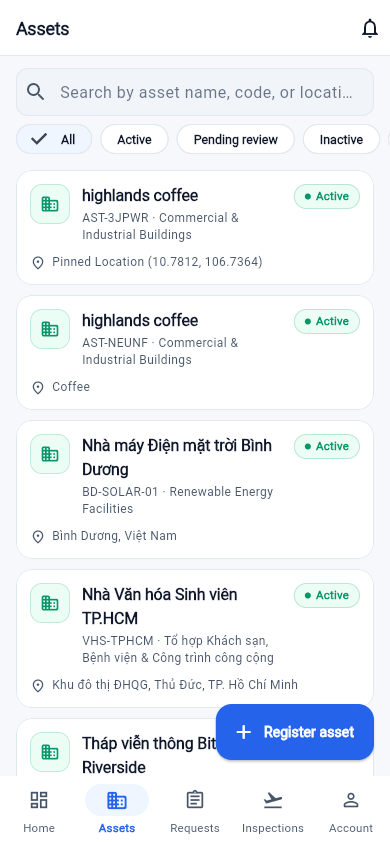 Assets
Search by asset name, code, or locati…
All
Active
Pending review
Inactive
highlands coffee
Active
AST-3JPWR · Commercial &
Industrial Buildings
Pinned Location (10.7812, 106.7364)
highlands coffee
Active
AST-NEUNF · Commercial &
Industrial Buildings
Coffee
Nhà máy Điện mặt trời Bình
Dương
Active
BD-SOLAR-01 · Renewable Energy
Facilities
Bình Dương, Việt Nam
Nhà Văn hóa Sinh viên
TP.HCM
Active
VHS-TPHCM · Tổ hợp Khách sạn,
Bệnh viện & Công trình công cộng
Khu đô thị ĐHQG, Thủ Đức, TP. Hồ Chí Minh
Tháp viễn thông Bit
Riverside
Register asset
Home
Assets
Requests
Inspections
Account